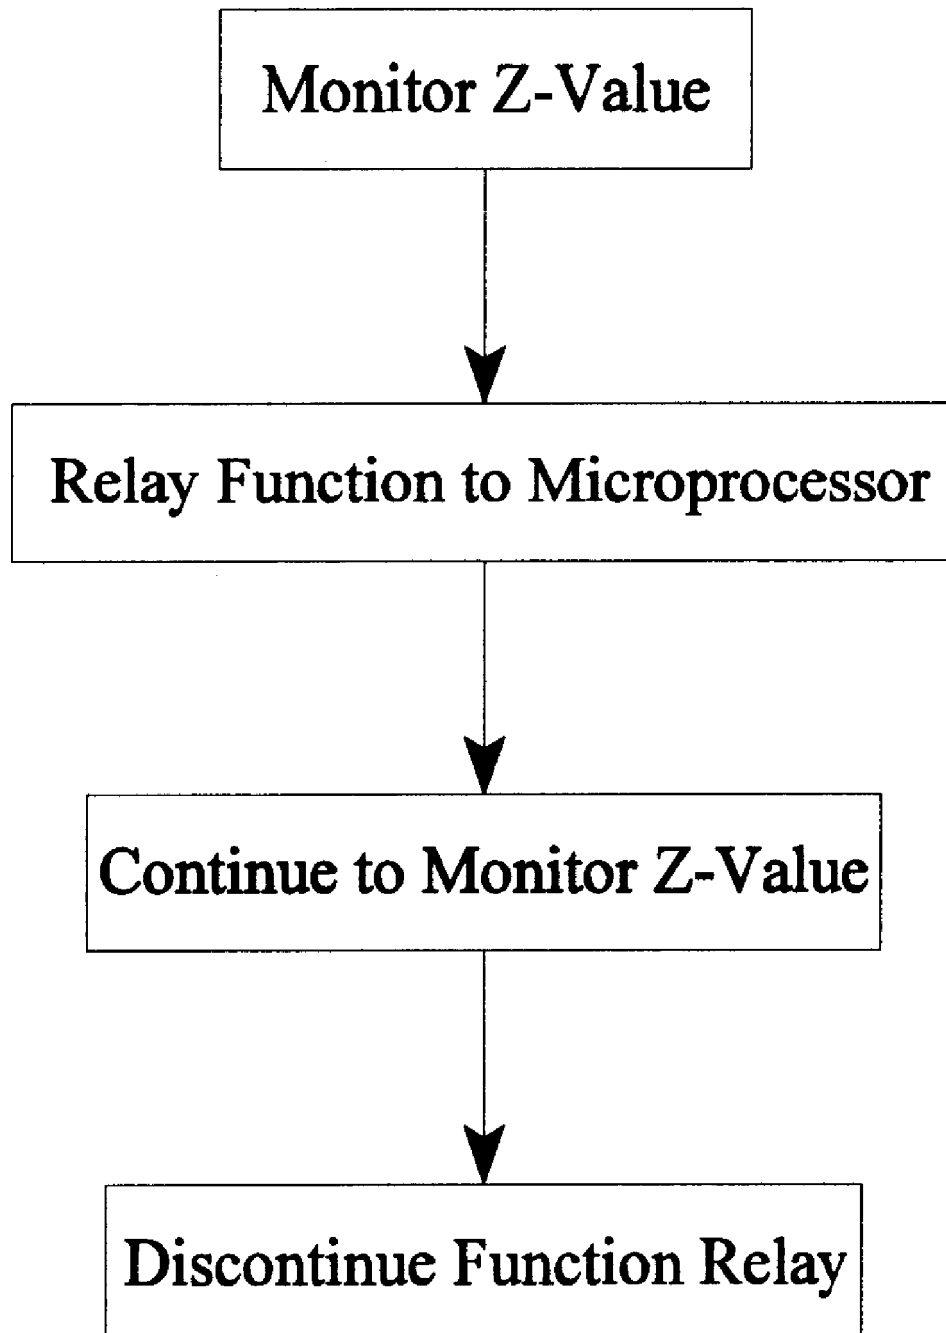 Monitor Z-Value
Relay Function to Microprocessor
Continue to Monitor Z-Value
Discontinue Function Relay